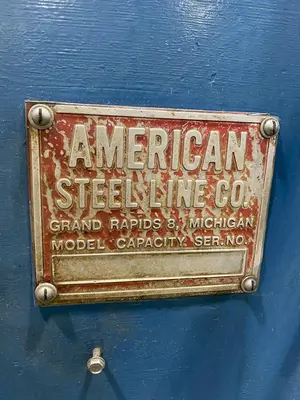 AMERICAN
STEEL LINE CO.
GRAND RAPIDS 8, MICHIGAN
MODEL CAPACITY SER. NO.